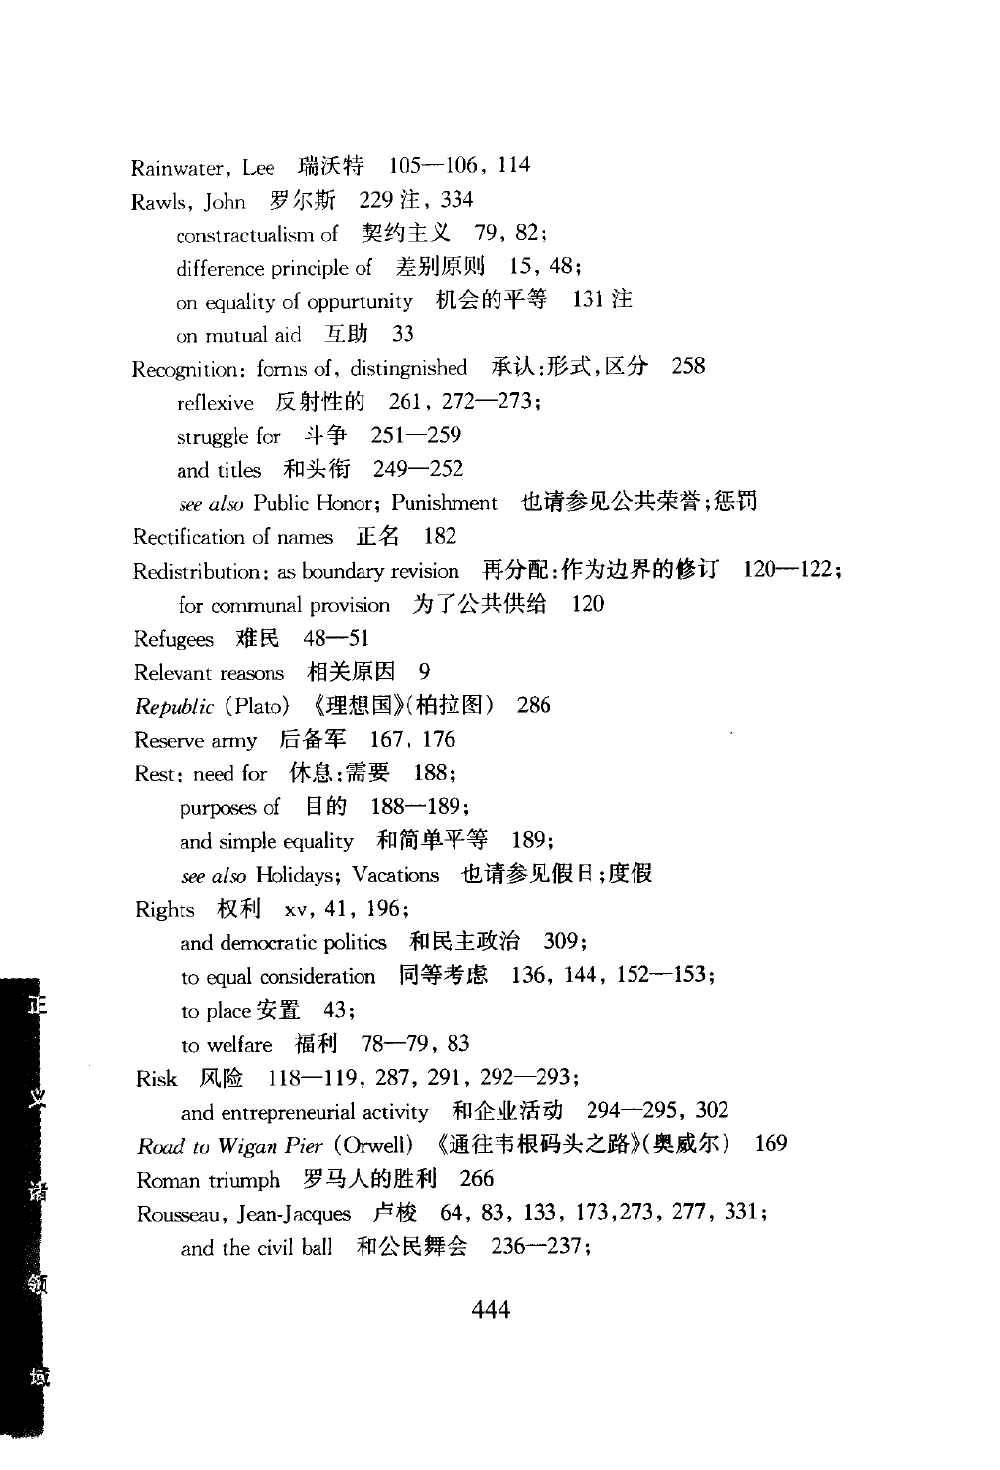 Rainwater, Lee 瑞沃特 105—106, 114
Rawls, John 罗尔斯 229注, 334
constractualism of 契约主义 79, 82;
difference principle of 差别原则 15, 48;
on equality of oppurtunity 机会的平等 131注
on mutual aid 互助 33
Recognition: forms of, distingnished 承认:形式,区分 258
reflexive 反射性的 261, 272—273;
struggle for 斗争 251—259
and titles 和头衔 249—252
see also Public Honor; Punishment 也请参见公共荣誉;惩罚
Rectification of names 正名 182
Redistribution: as boundary revision 再分配:作为边界的修订 120—122;
for communal provision 为了公共供给 120
Refugees 难民 48—51
Relevant reasons 相关原因 9
Republic (Plato) 《理想国》(柏拉图) 286
Reserve army 后备军 167, 176
Rest: need for 休息:需要 188;
purposes of 目的 188—189;
and simple equality 和简单平等 189;
see also Holidays; Vacations 也请参见假日;度假
Rights 权利 xv, 41, 196;
and democratic politics 和民主政治 309;
to equal consideration 同等考虑 136, 144, 152—153;
to place 安置 43;
to welfare 福利 78—79, 83
Risk 风险 118—119, 287, 291, 292—293;
and entrepreneurial activity 和企业活动 294—295, 302
Road to Wigan Pier (Orwell) 《通往韦根码头之路》(奥威尔) 169
Roman triumph 罗马人的胜利 266
Rousseau, Jean-Jacques 卢梭 64, 83, 133, 173,273, 277, 331;
and the civil ball 和公民舞会 236—237;
444
正
义
诸
领
域